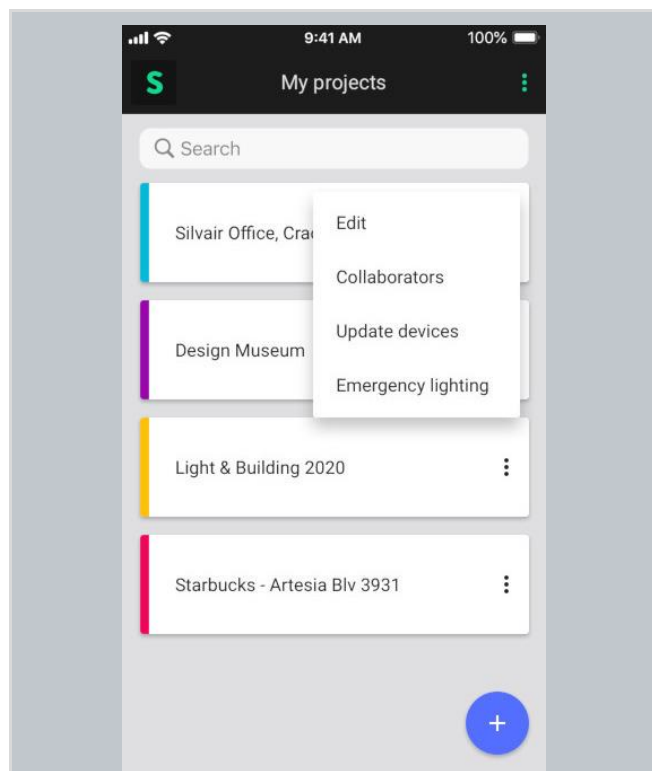 9:41 AM
100%
S
My projects
Search
Silvair Office,
Edit
Collaborators
Update devices
Design Museum
Emergency lighting
Light & Building 2020
Starbucks - Artesia Blv 3931
+